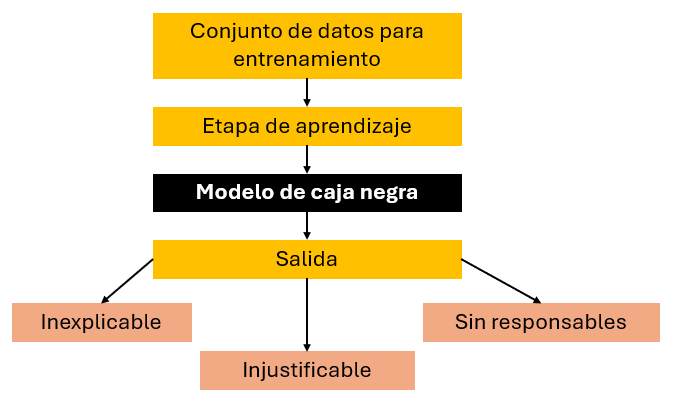 Conjunto de datos para
entrenamiento
Etapa de aprendizaje
Modelo de caja negra
Salida
Inexplicable
Sin responsables
Injustificable